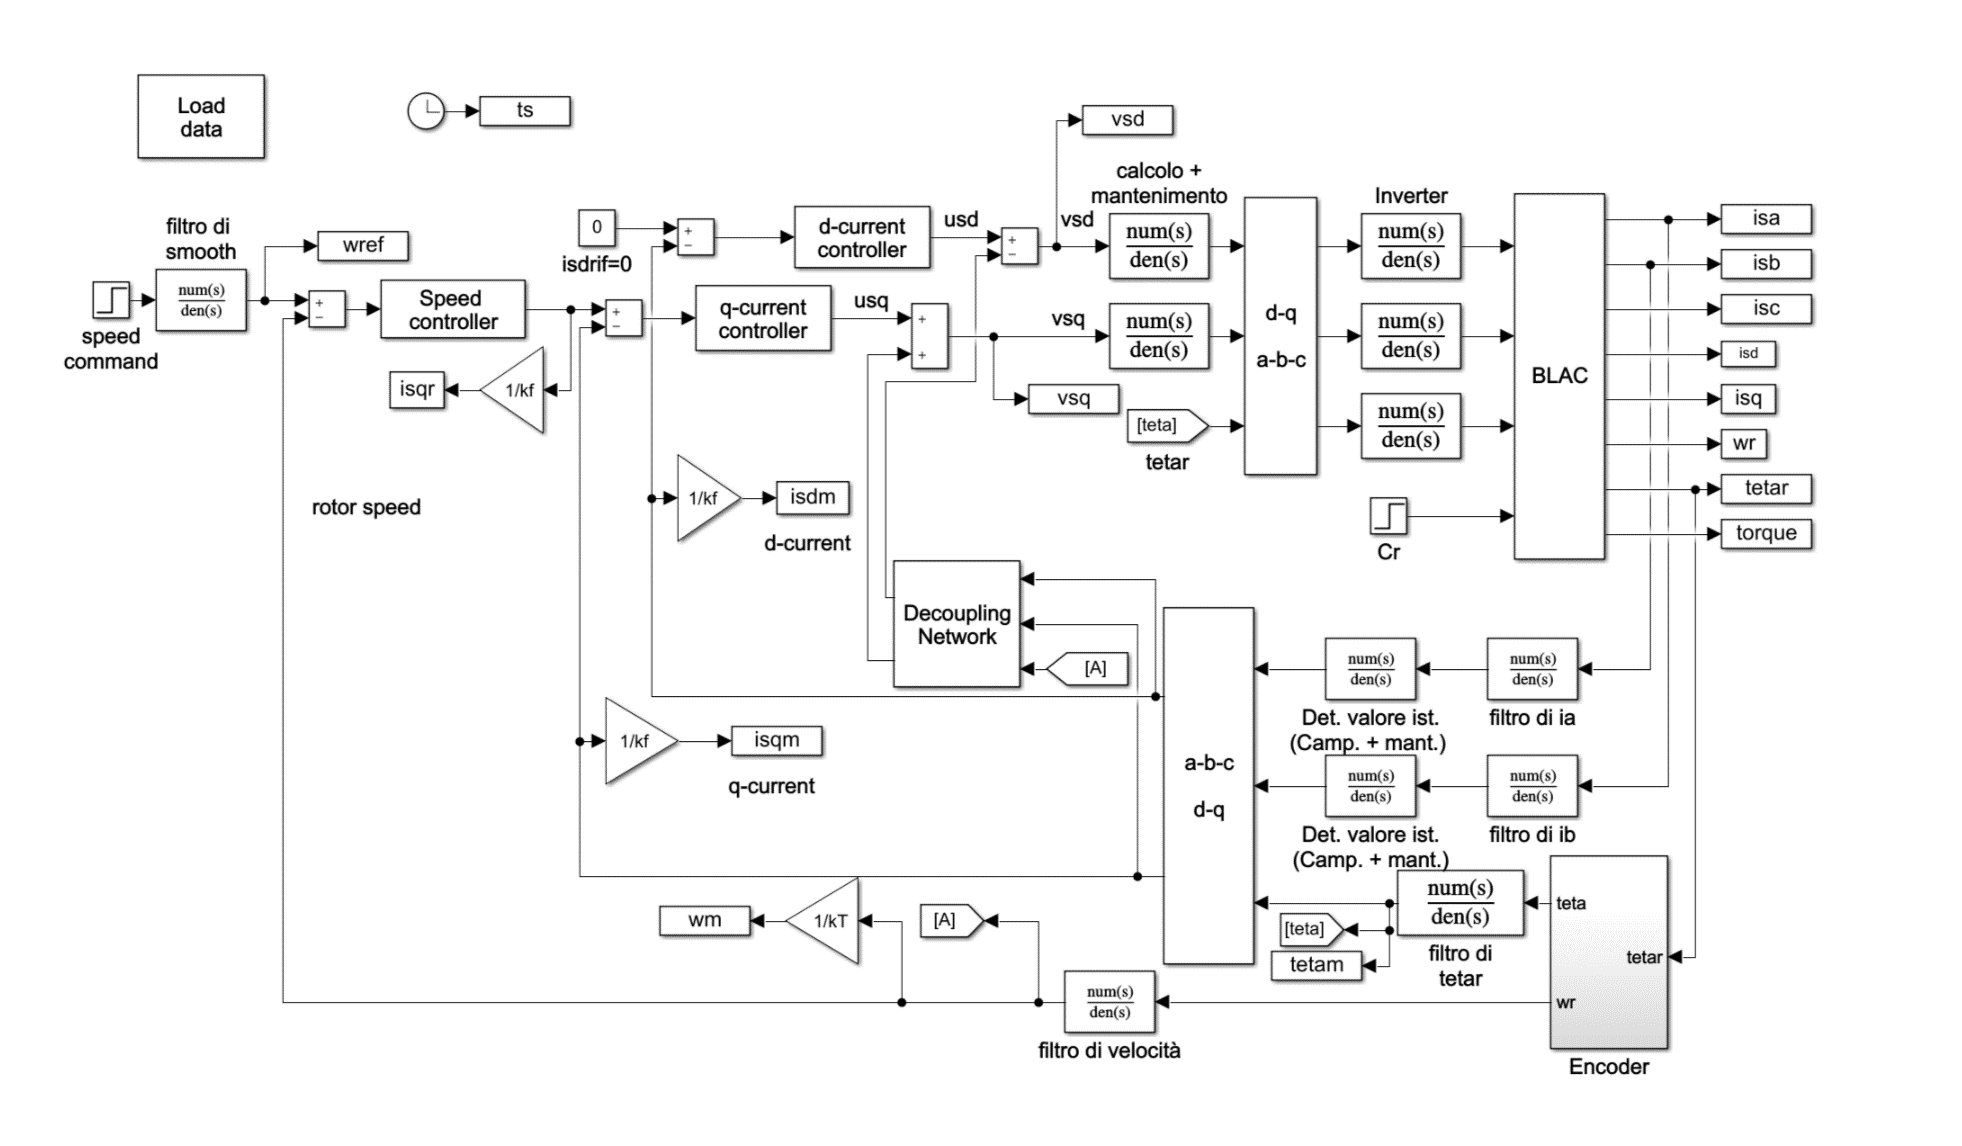 Load
data
ts
vsd
calcolo +
mantenimento
Inverter
filtro di
smooth
wref
0
isdrif=0
d-current
controller
usd
vsd
num(s)
den(s)
num(s)
den(s)
isa
isb
isc
isd
isq
wr
tetar
torque
num(s)
den(s)
speed
command
Speed
controller
q-current
controller
usq
vsq
num(s)
den(s)
d-q
a-b-c
num(s)
den(s)
BLAC
isqr
1/kf
vsq
[teta]
tetar
num(s)
den(s)
rotor speed
1/kf
isdm
d-current
Cr
Decoupling
Network
[A]
num(s)
den(s)
num(s)
den(s)
Det. valore ist.
(Camp. + mant.)
filtro di ia
1/kf
isqm
q-current
a-b-c
d-q
num(s)
den(s)
num(s)
den(s)
Det. valore ist.
(Camp. + mant.)
filtro di ib
wm
1/kT
[A]
[teta]
tetam
num(s)
den(s)
filtro di
tetar
teta
tetar
wr
Encoder
num(s)
den(s)
filtro di velocità